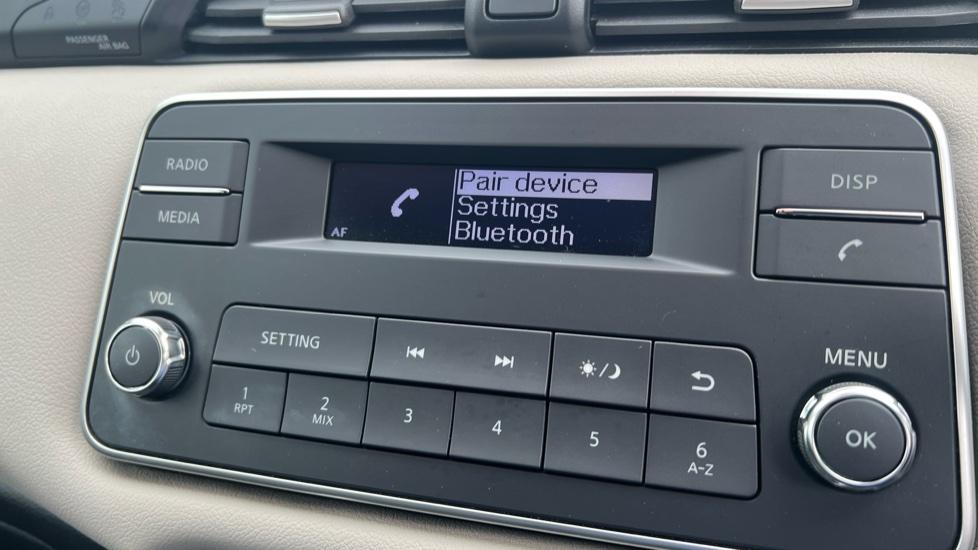 PASSENGER
AIR BAG
RADIO
MEDIA
AF
Pair device
Settings
Bluetooth
DISP
VOL
SETTING
MENU
OK
1
RPT
2
MIX
3
4
5
6
A-Z